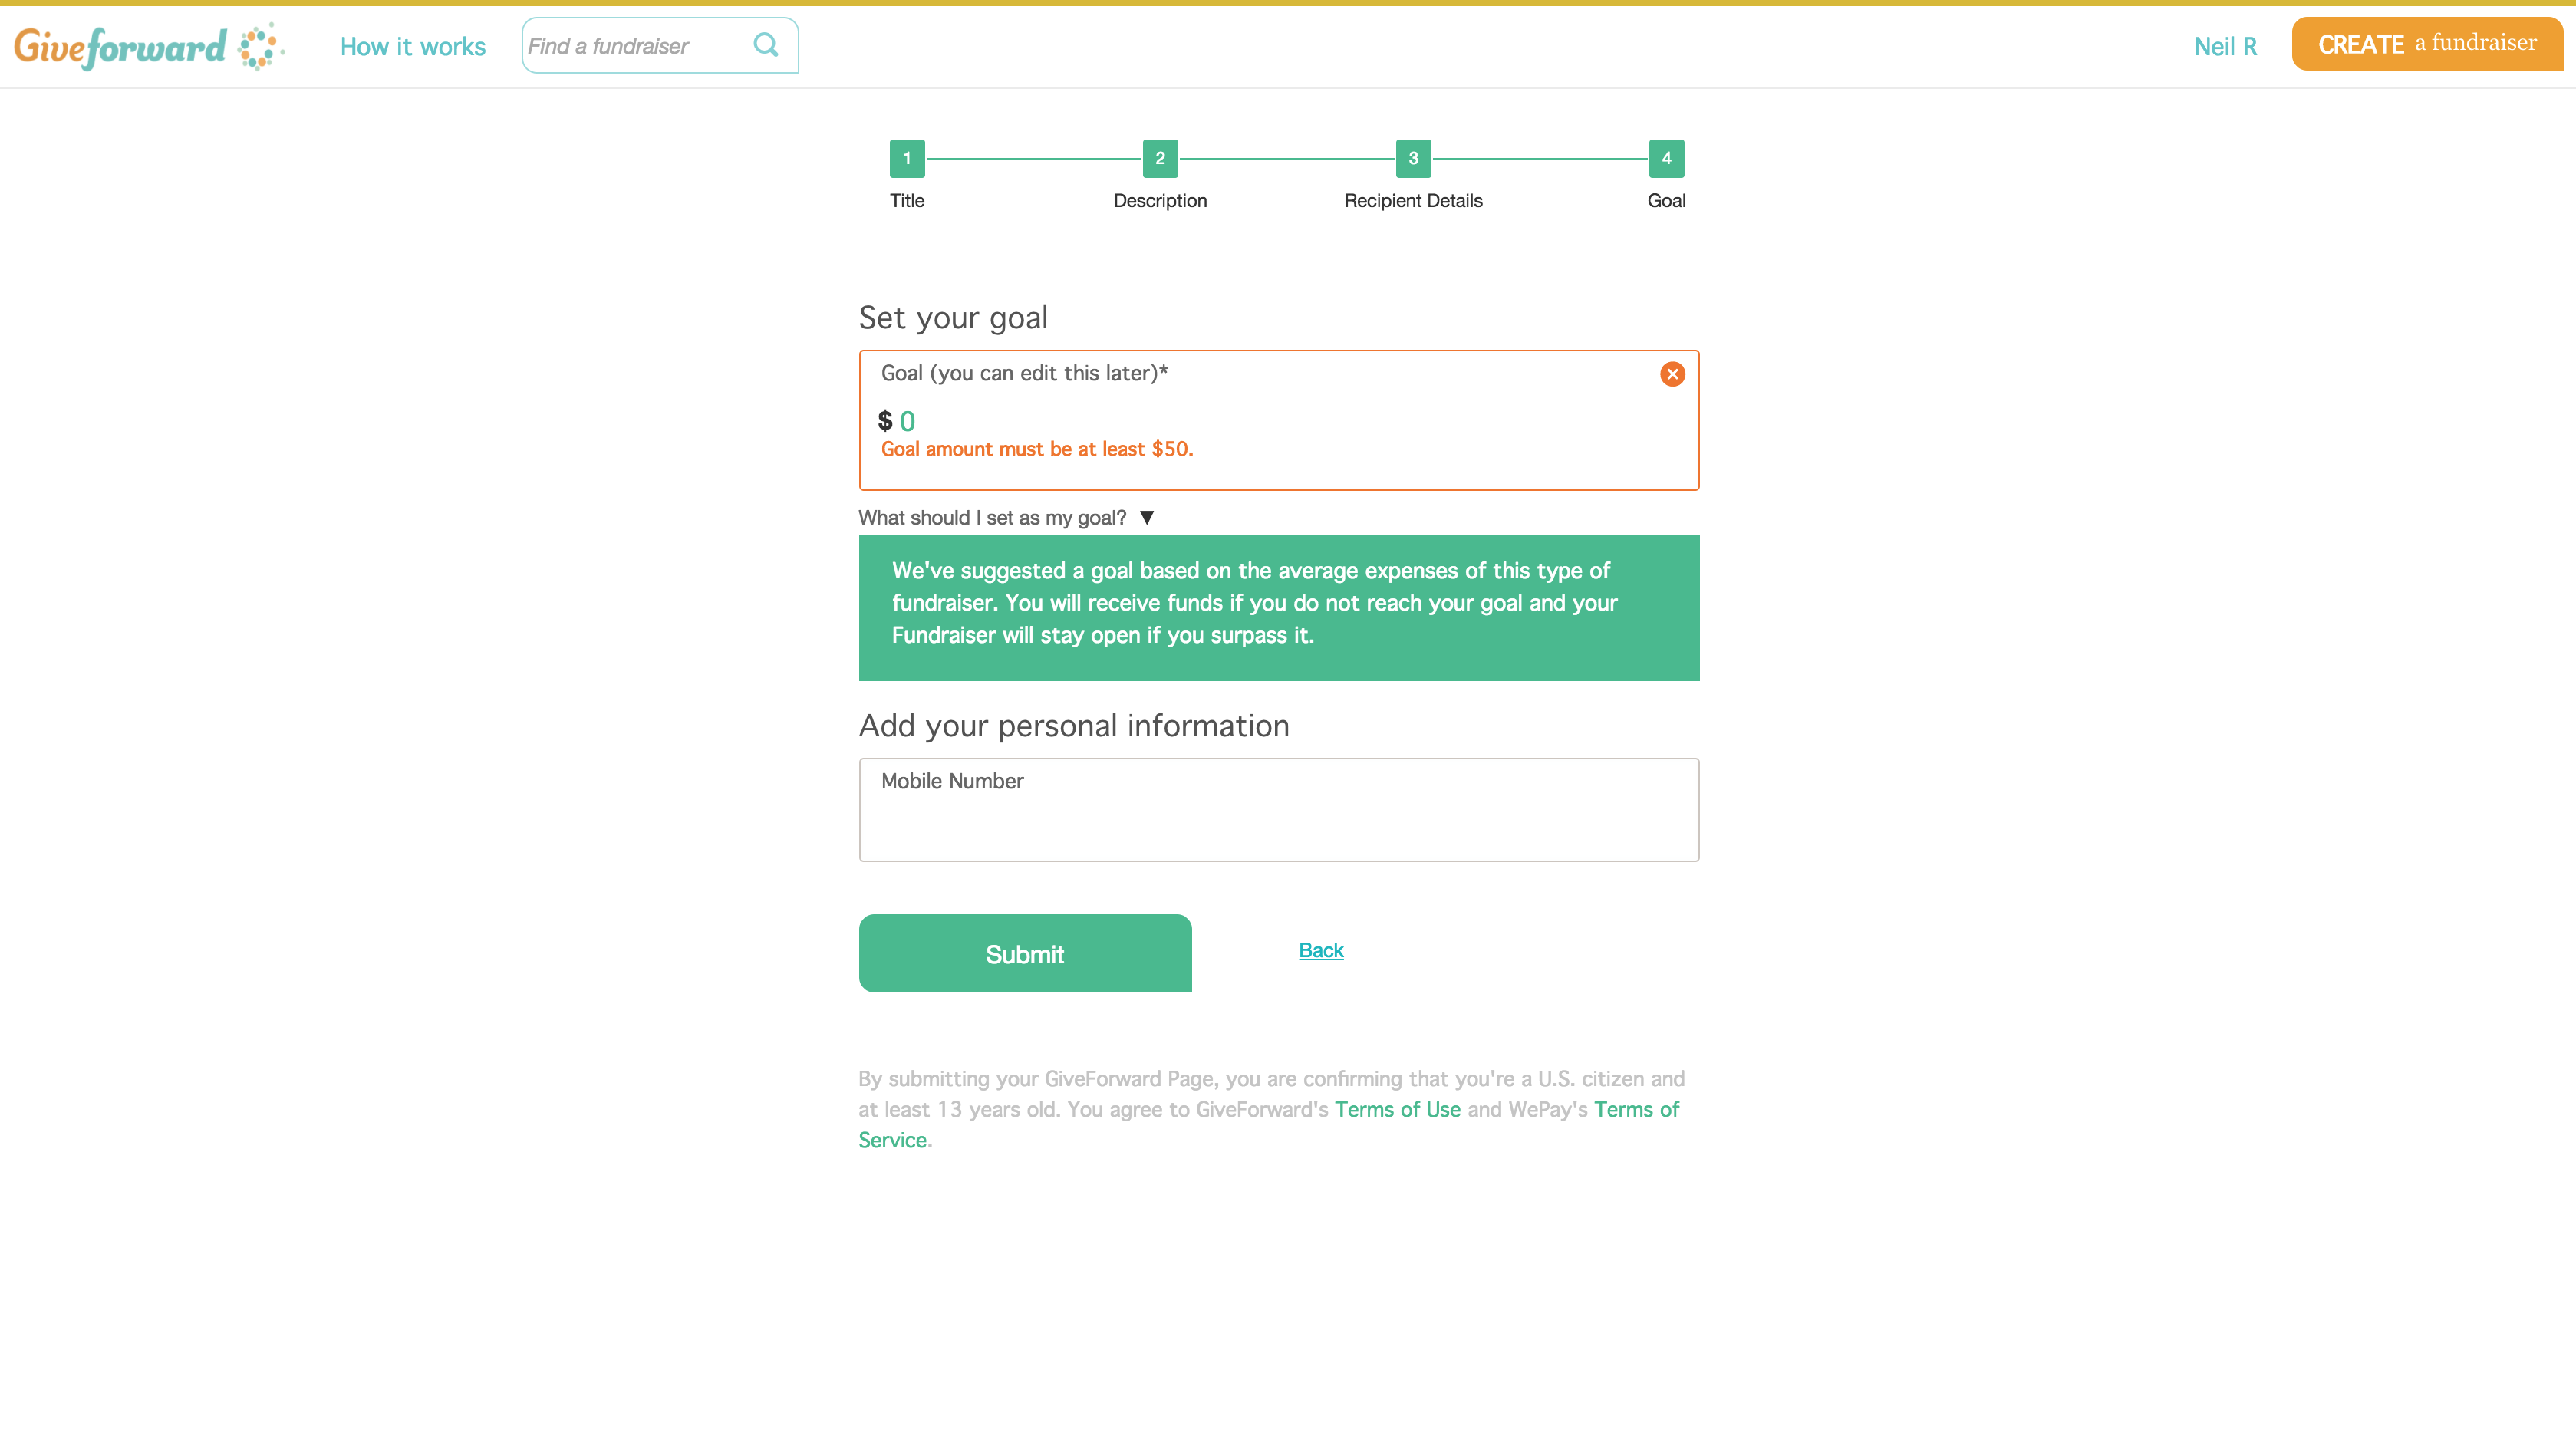 Giveforward
How it works
Find a fundraiser
Neil R
CREATE a fundraiser
1
2
3
4
Title
Description
Recipient Details
Goal
Set your goal
Goal (you can edit this later)*
$ 0
Goal amount must be at least $50.
What should I set as my goal? ▼
We've suggested a goal based on the average expenses of this type of
fundraiser. You will receive funds if you do not reach your goal and your
Fundraiser will stay open if you surpass it.
Add your personal information
Mobile Number
Submit
Back
By submitting your GiveForward Page, you are confirming that you're a U.S. citizen and
at least 13 years old. You agree to GiveForward's Terms of Use and WePay's Terms of
Service.